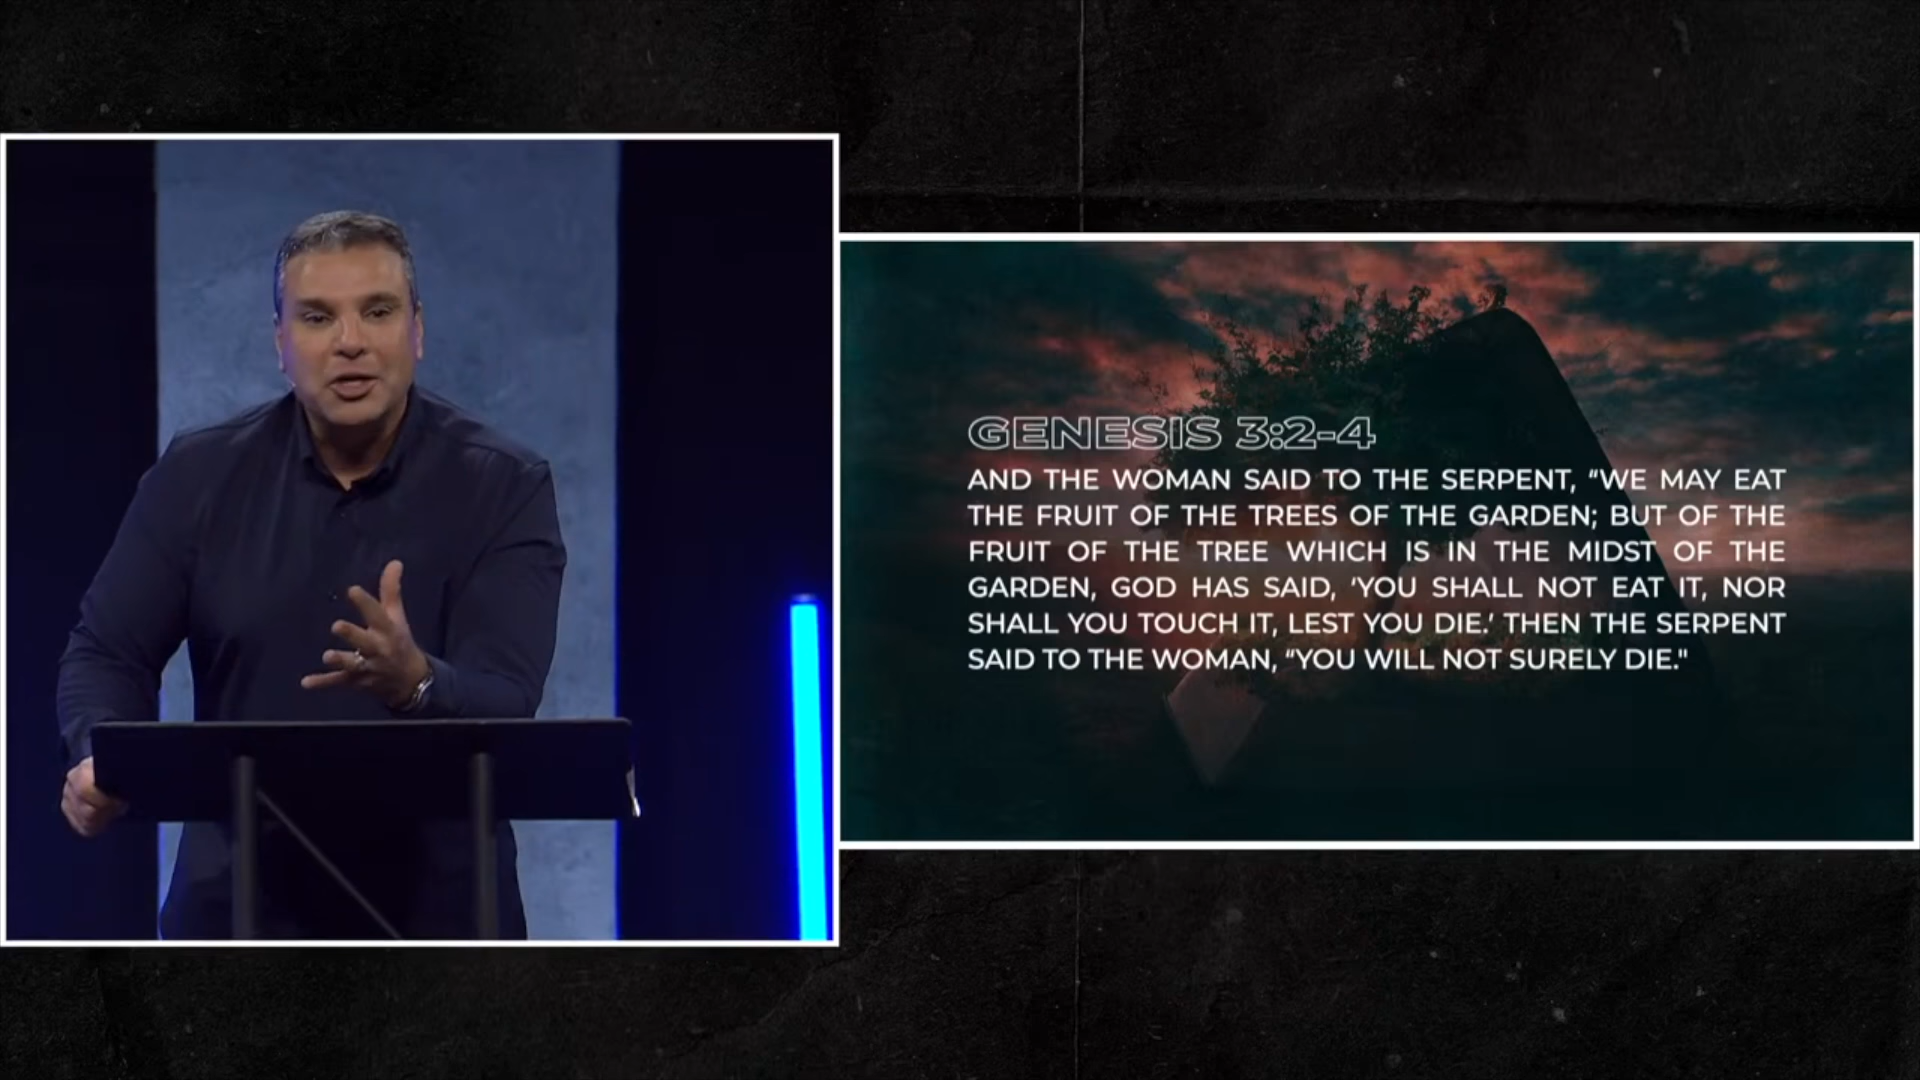 GENESIS 3:2-4
AND THE WOMAN SAID TO THE SERPENT, “WE MAY EAT
THE FRUIT OF THE TREES OF THE GARDEN; BUT OF THE
FRUIT OF THE TREE WHICH IS IN THE MIDST OF THE
GARDEN, GOD HAS SAID, ‘YOU SHALL NOT EAT IT, NOR
SHALL YOU TOUCH IT, LEST YOU DIE.’ THEN THE SERPENT
SAID TO THE WOMAN, “YOU WILL NOT SURELY DIE."